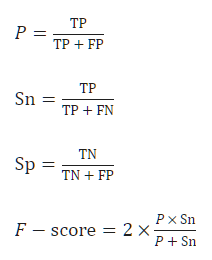 P = TP / (TP + FP)
Sn = TP / (TP + FN)
Sp = TN / (TN + FP)
F − score = 2 × (P × Sn) / (P + Sn)